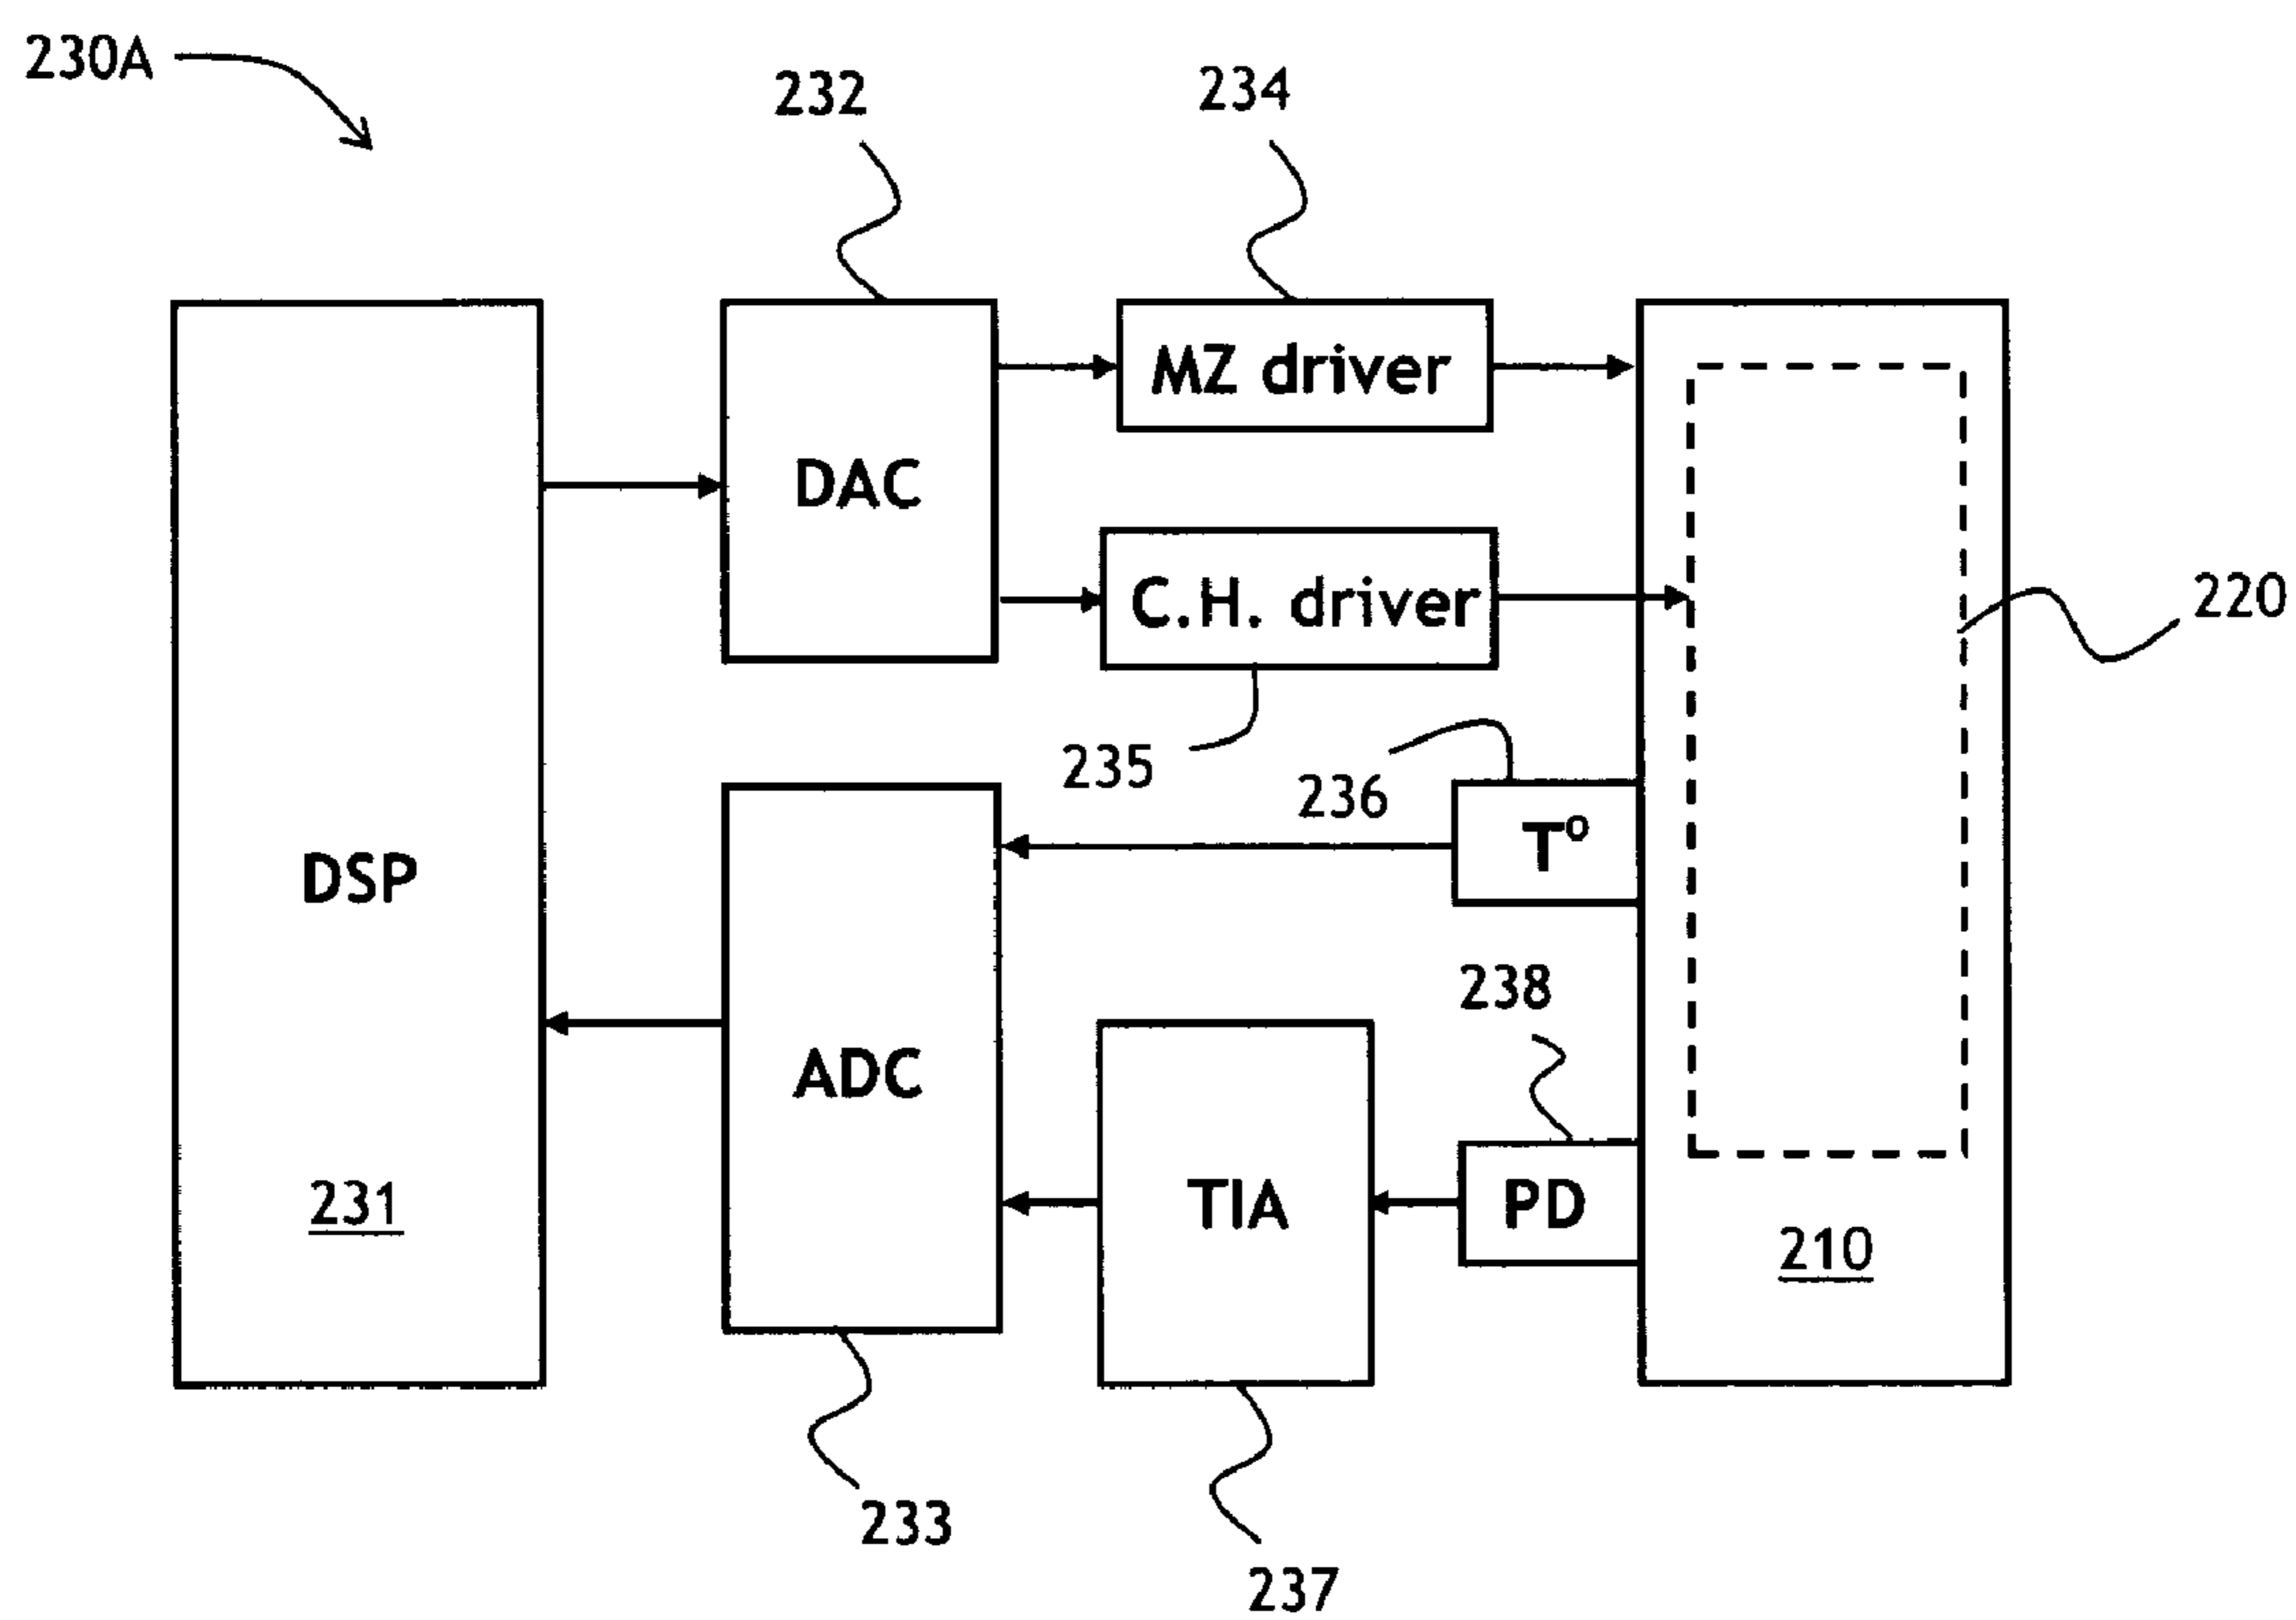 230A
232
234
MZ driver
DAC
C.H. driver
220
235
236
T°
DSP
238
ADC
231
TIA
PD
210
233
237